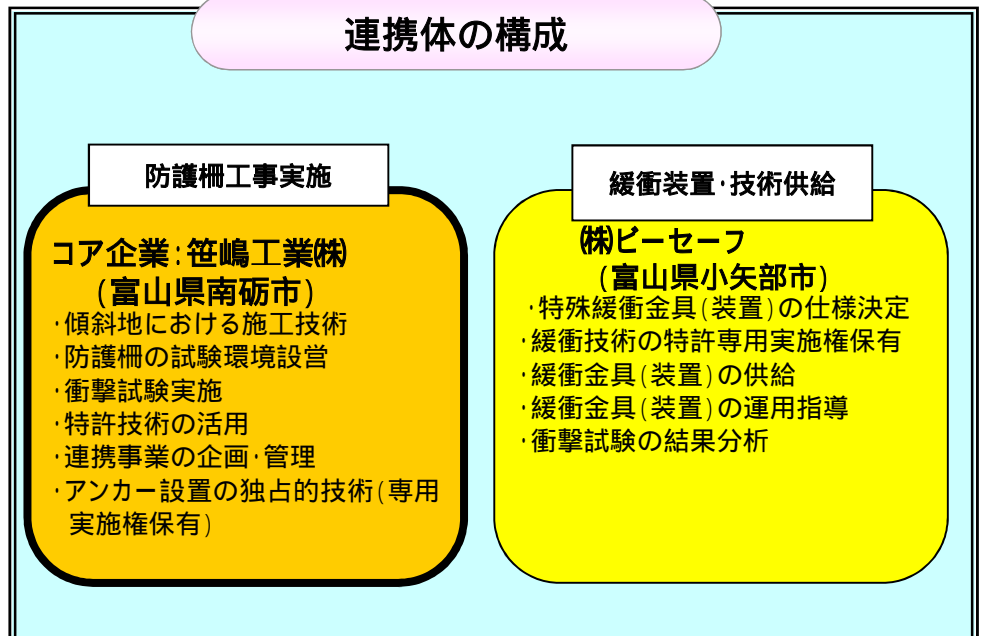 連携体の構成
防護柵工事実施
コア企業:笹嶋工業㈱
(富山県南砺市)
･傾斜地における施工技術
･防護柵の試験環境設営
･衝撃試験実施
･特許技術の活用
･連携事業の企画･管理
･アンカー設置の独占的技術(専用
実施権保有)
緩衝装置･技術供給
㈱ビーセーフ
(富山県小矢部市)
･特殊緩衝金具(装置)の仕様決定
･緩衝技術の特許専用実施権保有
･緩衝金具(装置)の供給
･緩衝金具(装置)の運用指導
･衝撃試験の結果分析